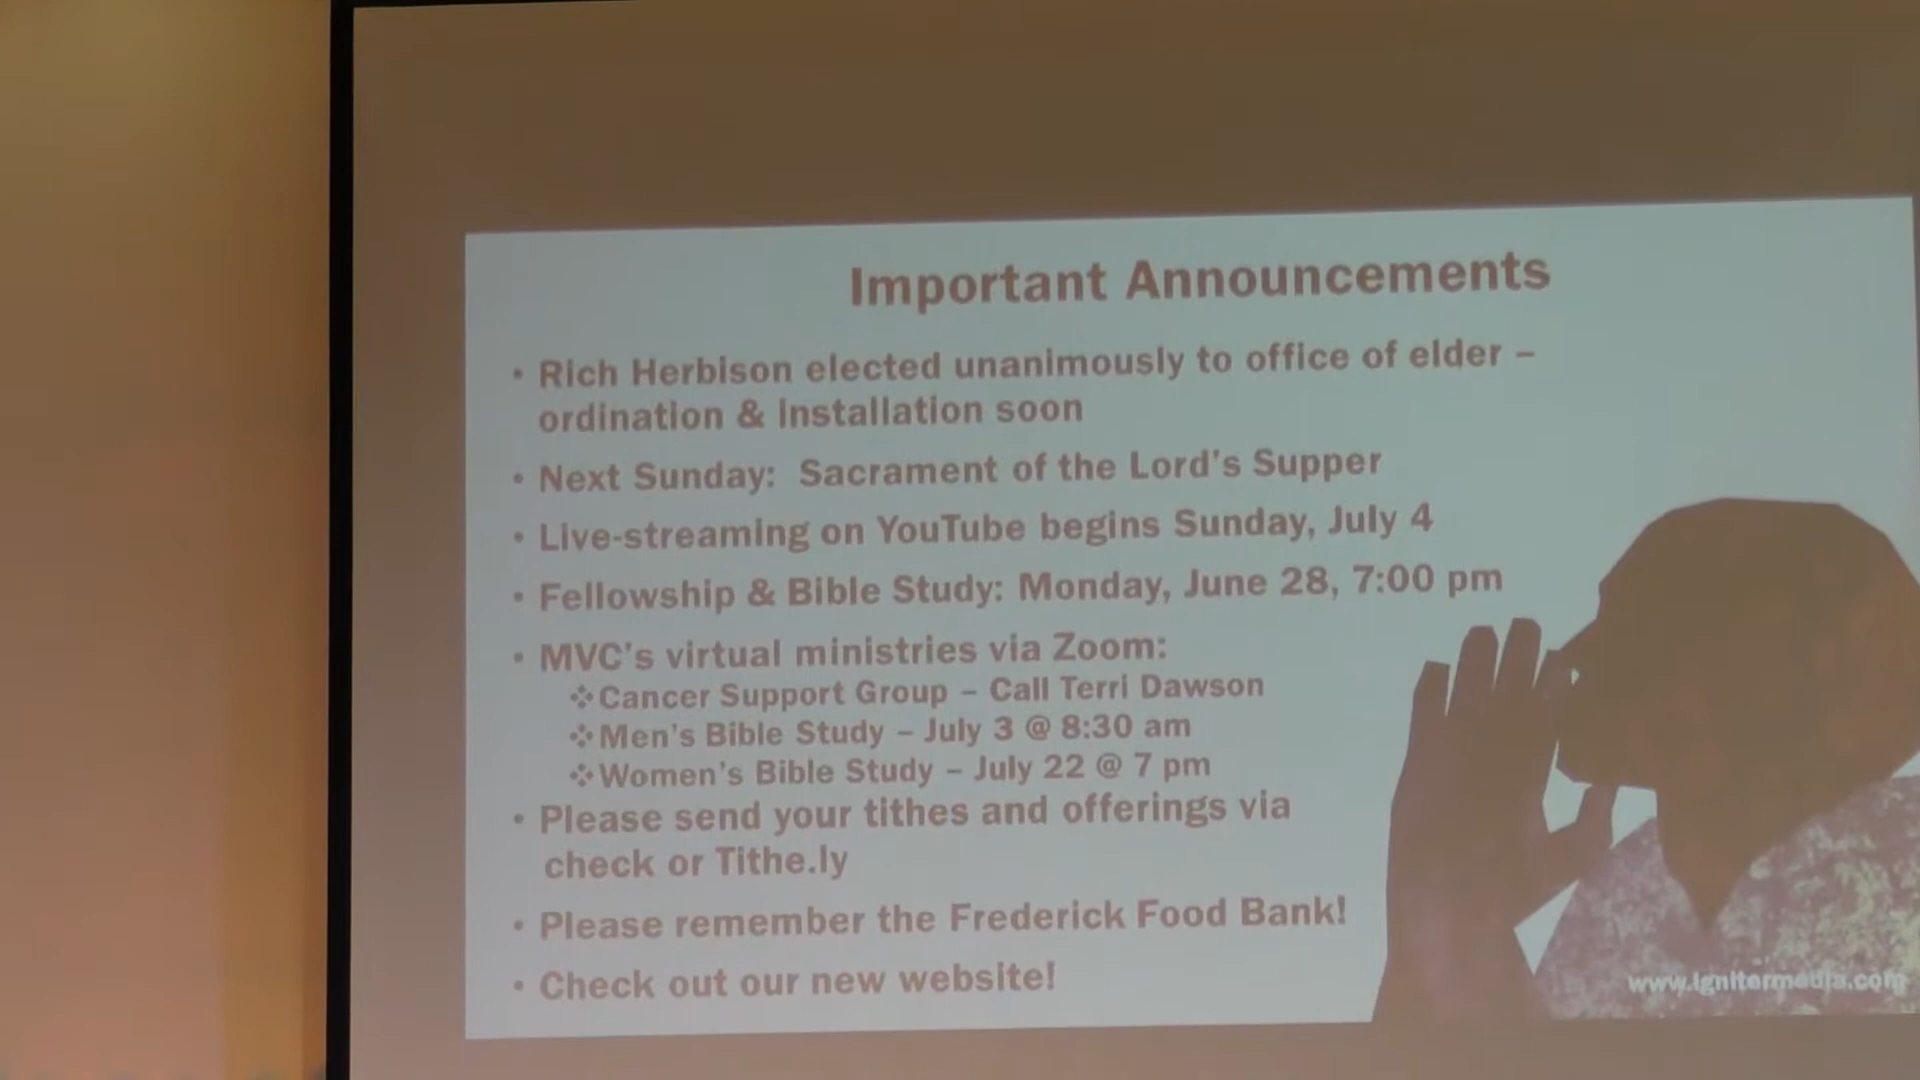 Important Announcements
• Rich Herbison elected unanimously to office of elder –
ordination & installation soon
• Next Sunday: Sacrament of the Lord's Supper
• Live-streaming on YouTube begins Sunday, July 4
• Fellowship & Bible Study: Monday, June 28, 7:00 pm
• MVC's virtual ministries via Zoom:
❖Cancer Support Group – Call Terri Dawson
❖Men's Bible Study – July 3 @ 8:30 am
❖Women's Bible Study – July 22 @ 7 pm
• Please send your tithes and offerings via
check or Tithe.ly
• Please remember the Frederick Food Bank!
• Check out our new website!
www.ignitermedia.com